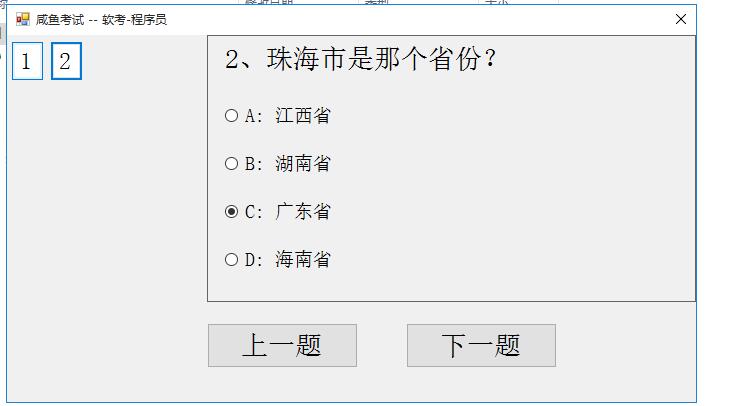 咸鱼考试 -- 软考-程序员
1 2
2、珠海市是那个省份？
A: 江西省
B: 湖南省
C: 广东省
D: 海南省
上一题 下一题